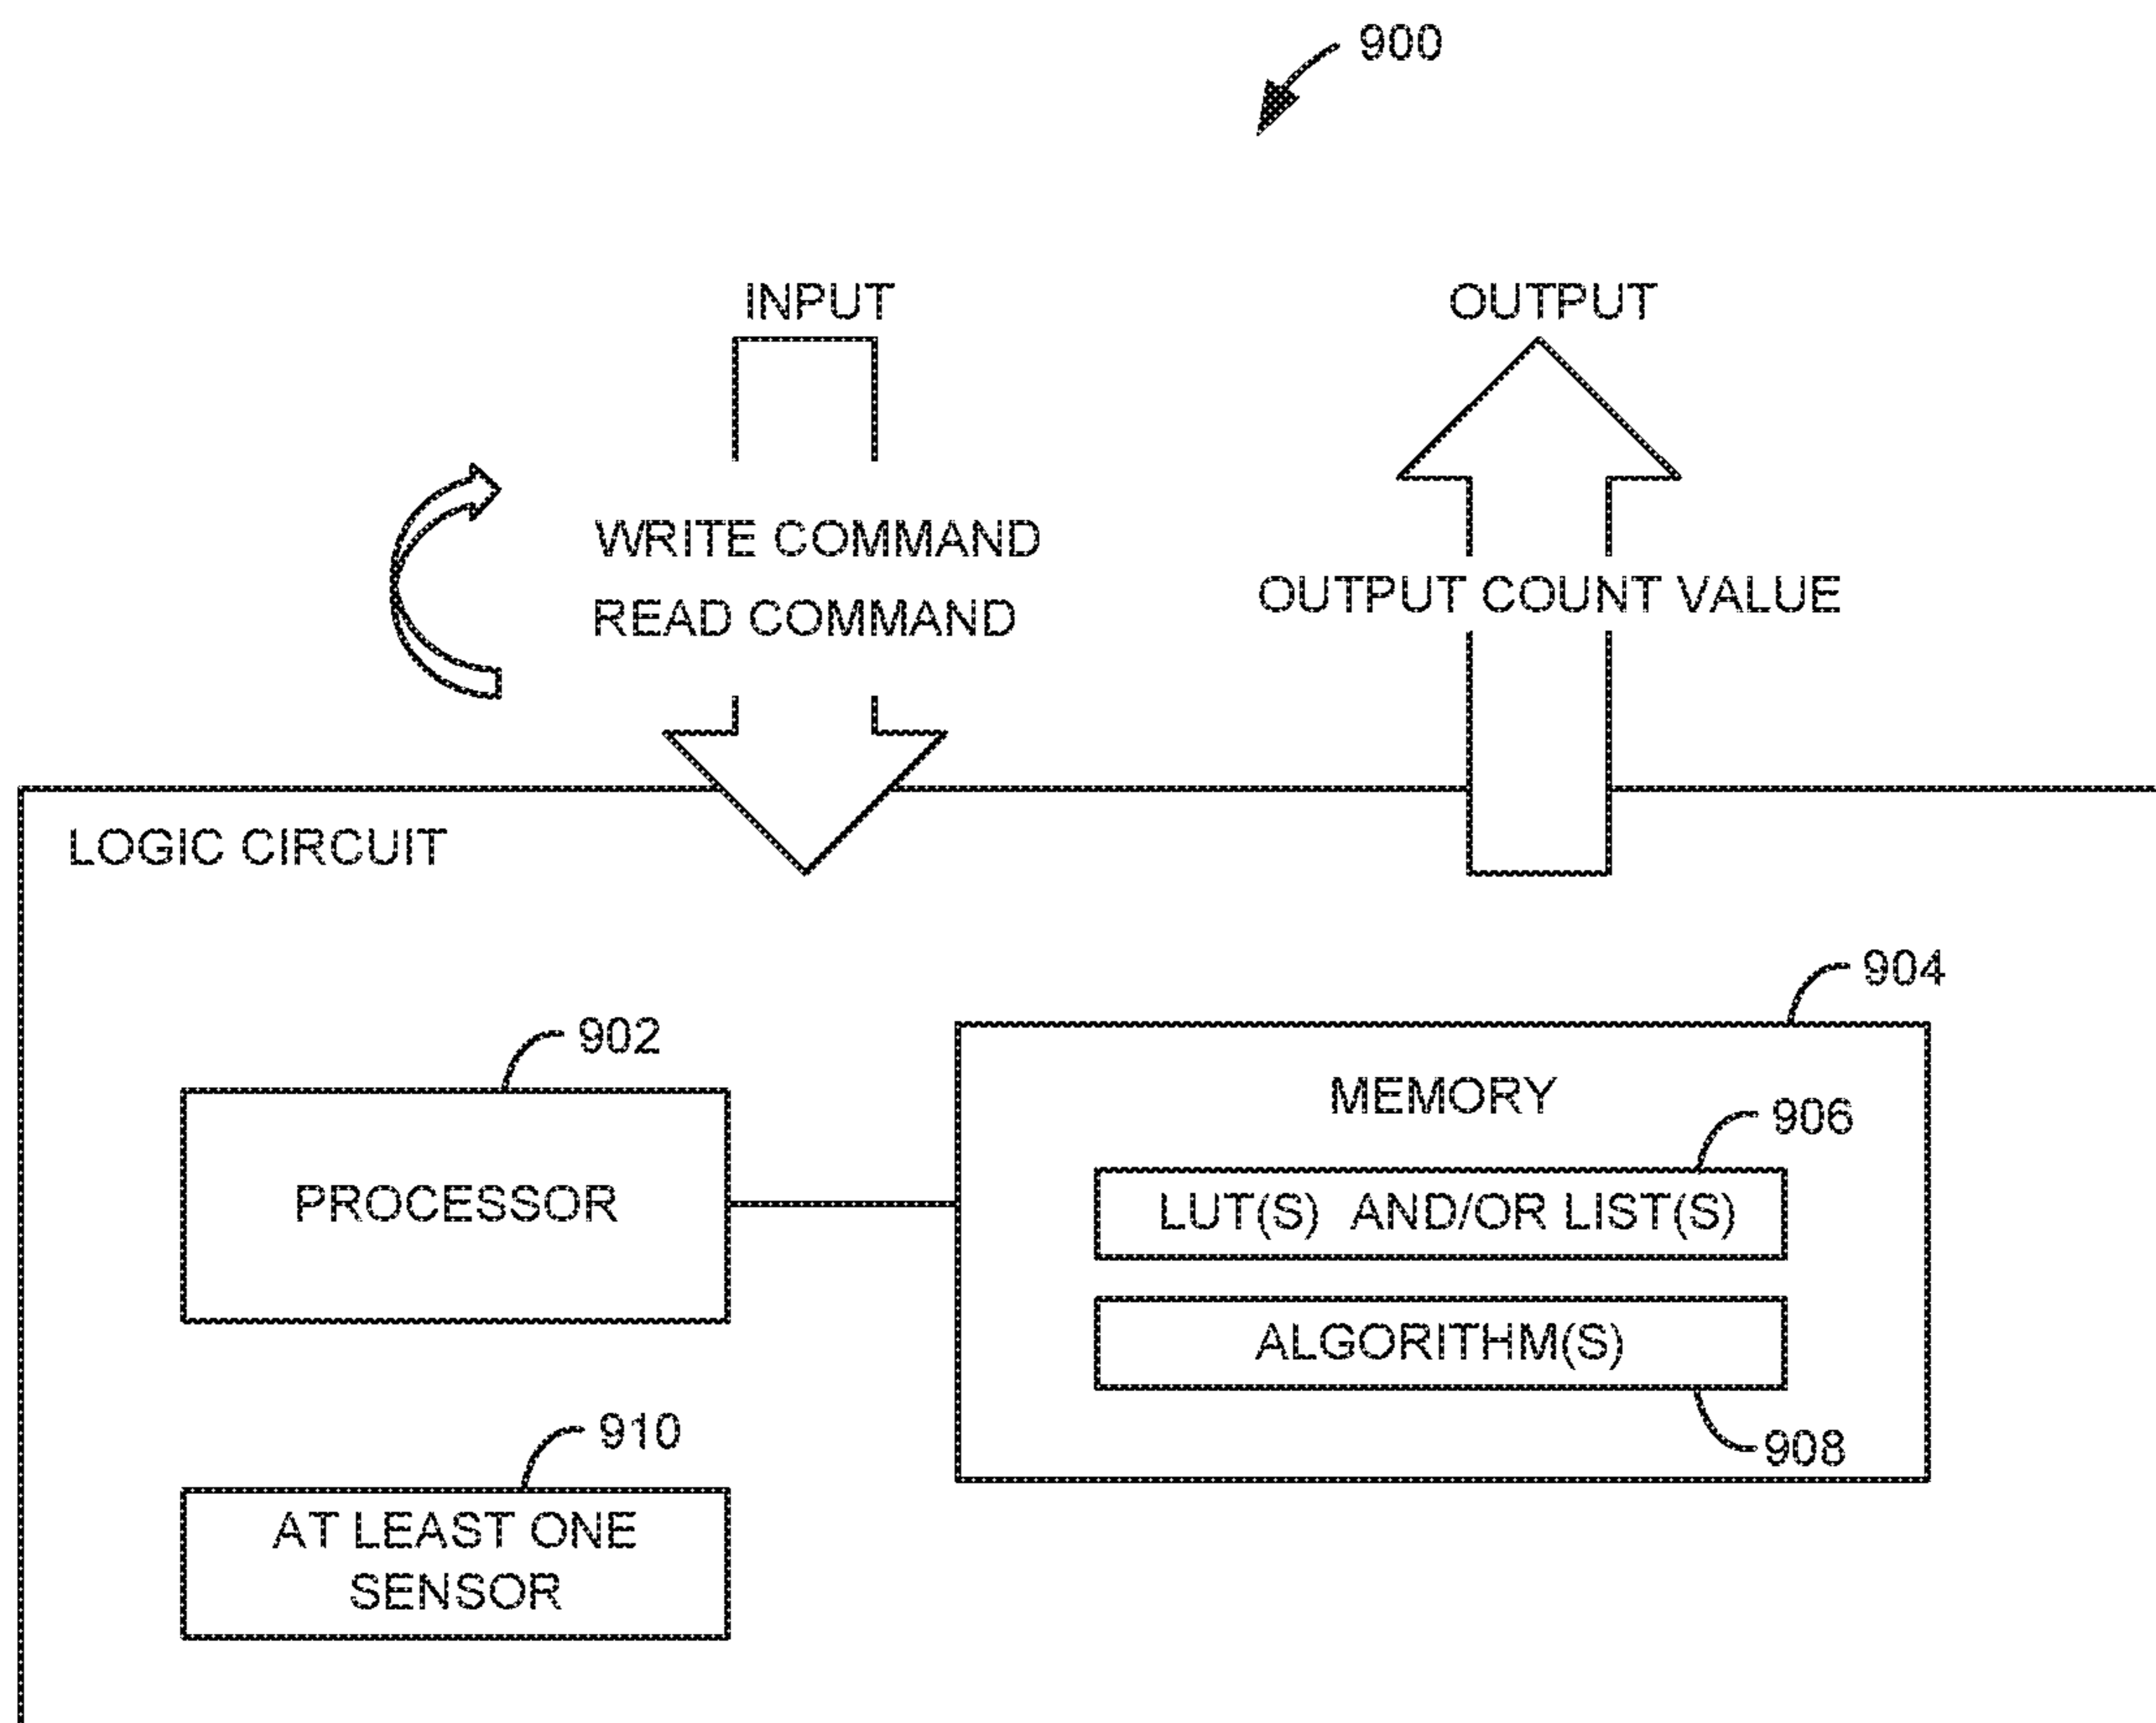 900
INPUT
OUTPUT
WRITE COMMAND
READ COMMAND
OUTPUT COUNT VALUE
LOGIC CIRCUIT
904
902
MEMORY
906
PROCESSOR
LUT(S) AND/OR LIST(S)
ALGORITHM(S)
910
908
AT LEAST ONE
SENSOR